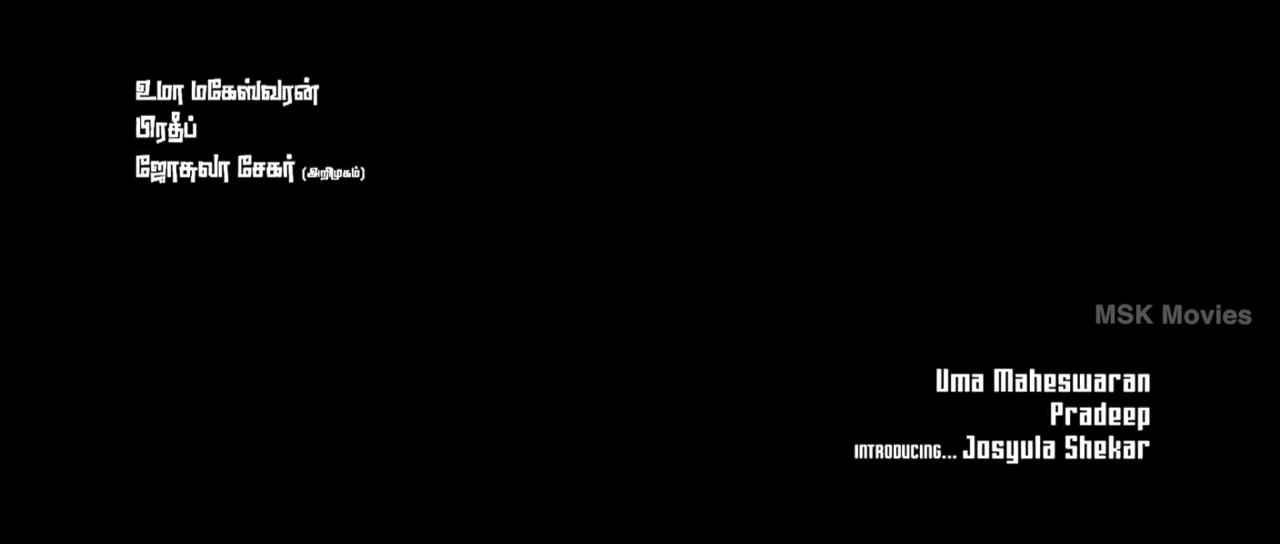 உமா மகேஸ்வரன்
பிரதீப்
ஜோசுலா சேகர் (அறிமுகம்)
MSK Movies
Uma Maheswaran
Pradeep
INTRODUCING... Josyula Shekar